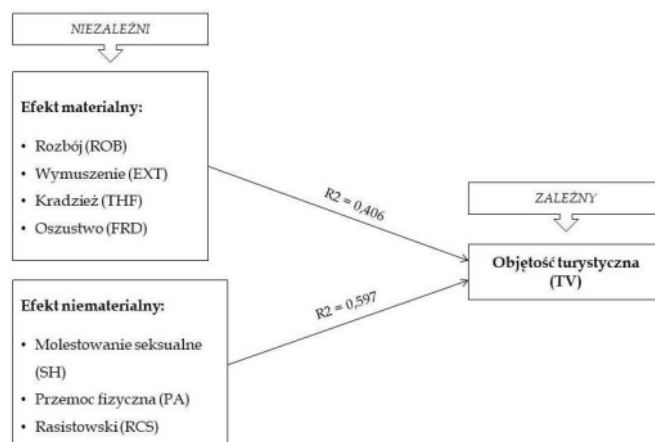 NIEZALEŻNI
Efekt materialny:
• Rozbój (ROB)
• Wymuszenie (EXT)
• Kradzież (THF)
• Oszustwo (FRD)
R2 = 0,406
ZALEŻNY
Objętość turystyczna
(TV)
R2 = 0,597
Efekt niematerialny:
• Molestowanie seksualne
(SH)
• Przemoc fizyczna (PA)
• Rasistowski (RCS)